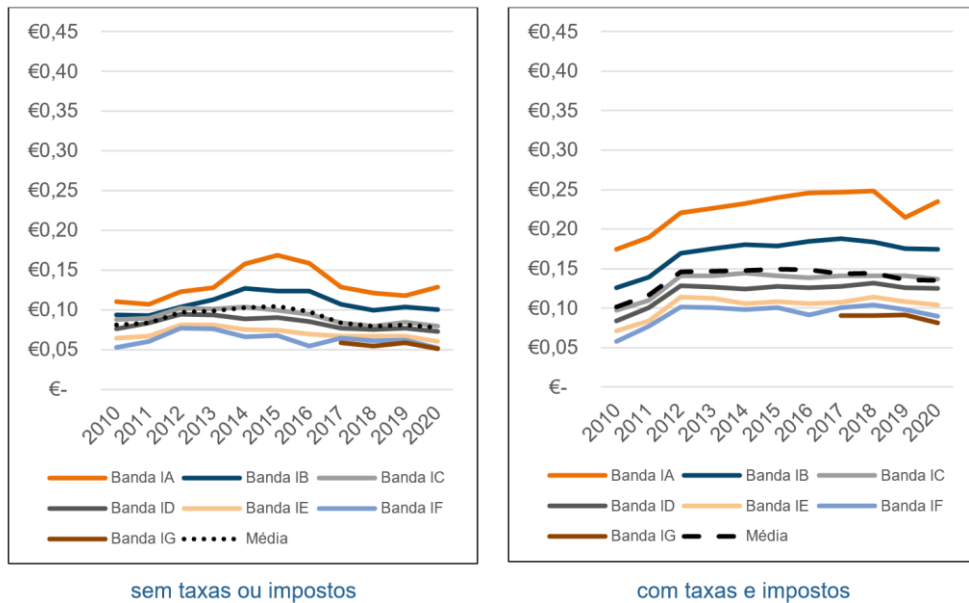 €0,45
€0,40
€0,35
€0,30
€0,25
€0,20
€0,15
€0,10
€0,05
€-
2010 2011 2012 2013 2014 2015 2016 2017 2018 2019 2020
Banda IA Banda IB Banda IC
Banda ID Banda IE Banda IF
Banda IG Média
sem taxas ou impostos
€0,45
€0,40
€0,35
€0,30
€0,25
€0,20
€0,15
€0,10
€0,05
€-
2010 2011 2012 2013 2014 2015 2016 2017 2018 2019 2020
Banda IA Banda IB Banda IC
Banda ID Banda IE Banda IF
Banda IG Média
com taxas e impostos